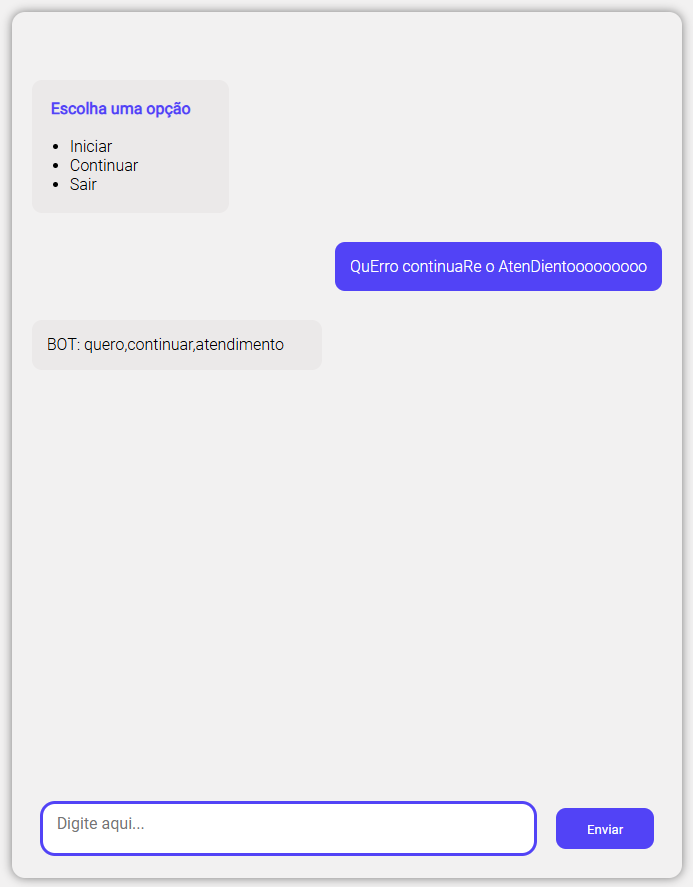 Escolha uma opção
Iniciar
Continuar
Sair
QuErro continuaRe o AtenDientooooooooo
BOT: quero,continuar,atendimento
Digite aqui...
Enviar